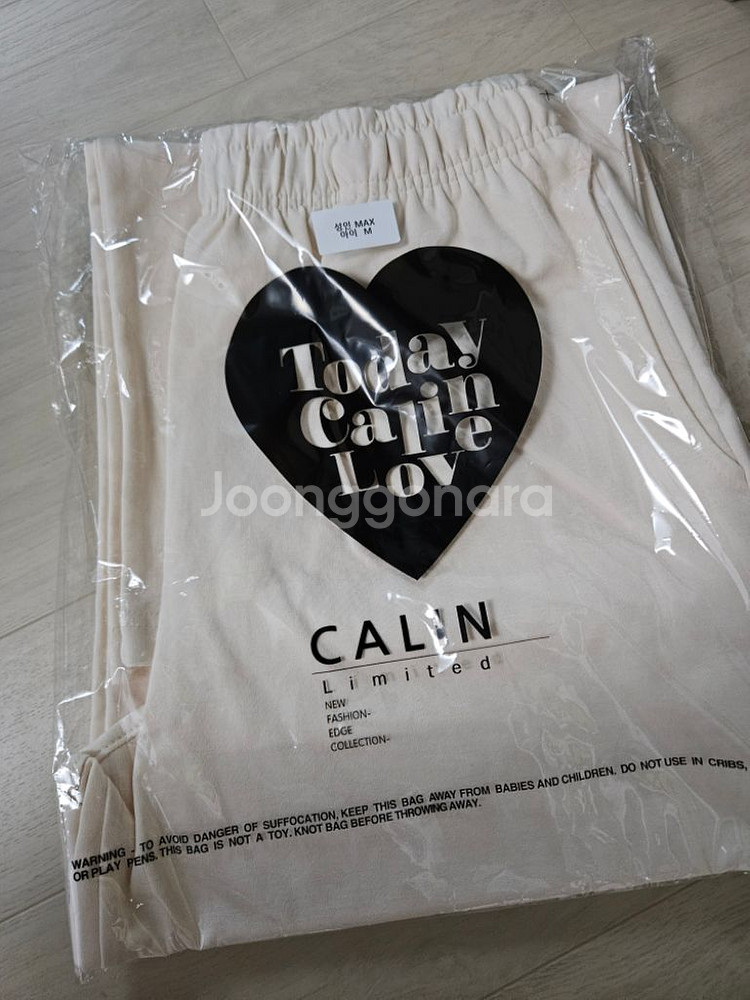 성인 MAX
아이 M
Today
Calin
Love
Joonggonara
CALIN
Limited
NEW
FASHION-
EDGE
COLLECTION-
WARNING - TO AVOID DANGER OF SUFFOCATION, KEEP THIS BAG AWAY FROM BABIES AND CHILDREN. DO NOT USE IN CRIBS,
OR PLAY PENS. THIS BAG IS NOT A TOY. KNOT BAG BEFORE THROWING AWAY.